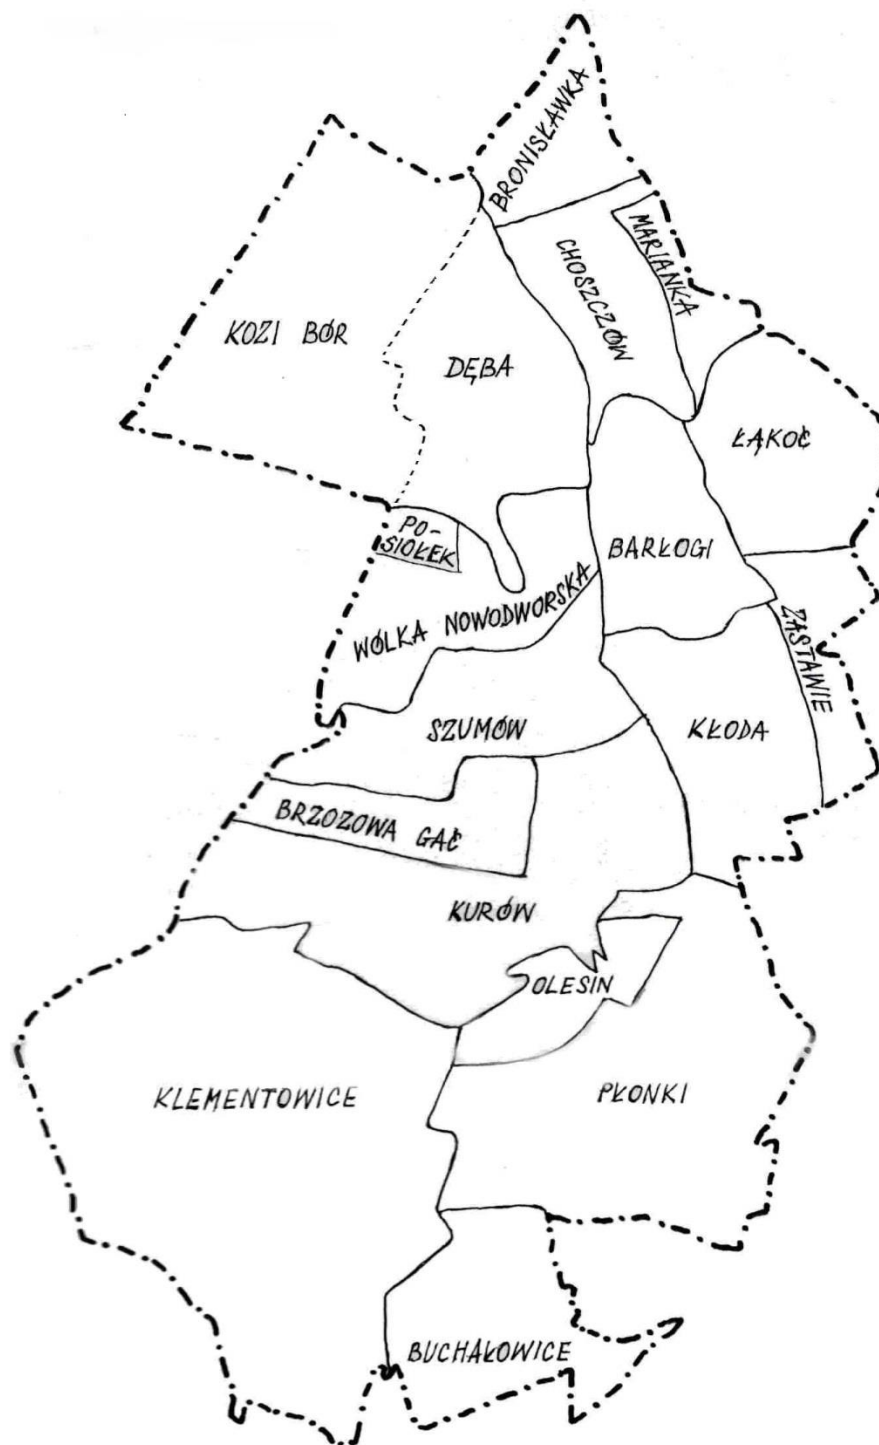 BRONISŁAWKA
MARIANKA
CHOSZCZÓW
KOZI BÓR
DĘBA
ŁĄKOĆ
PO-
SIOŁEK
BARŁOGI
WÓLKA NOWODWORSKA
ZASTAWIE
SZUMÓW
KŁODA
BRZOZOWA GAĆ
KURÓW
OLESIN
KLEMENTOWICE
PŁONKI
BUCHAŁOWICE